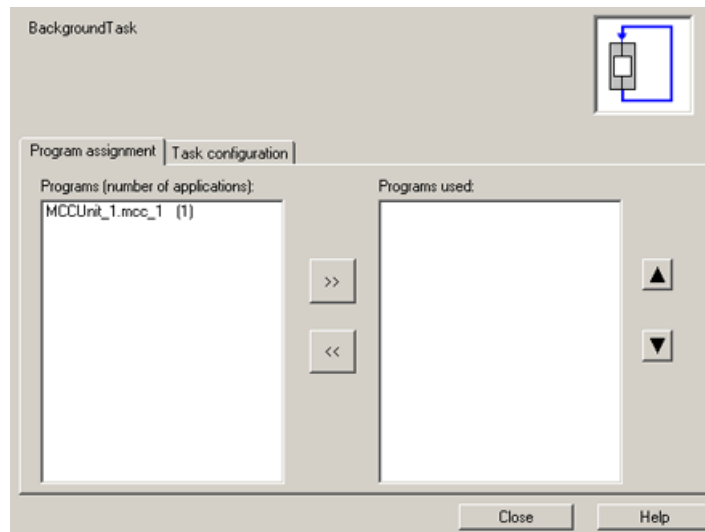 BackgroundTask
Program assignment
Task configuration
Programs (number of applications):
Programs used:
MCCUnit_1.mcc_1 (1)
>>
<<
Close
Help